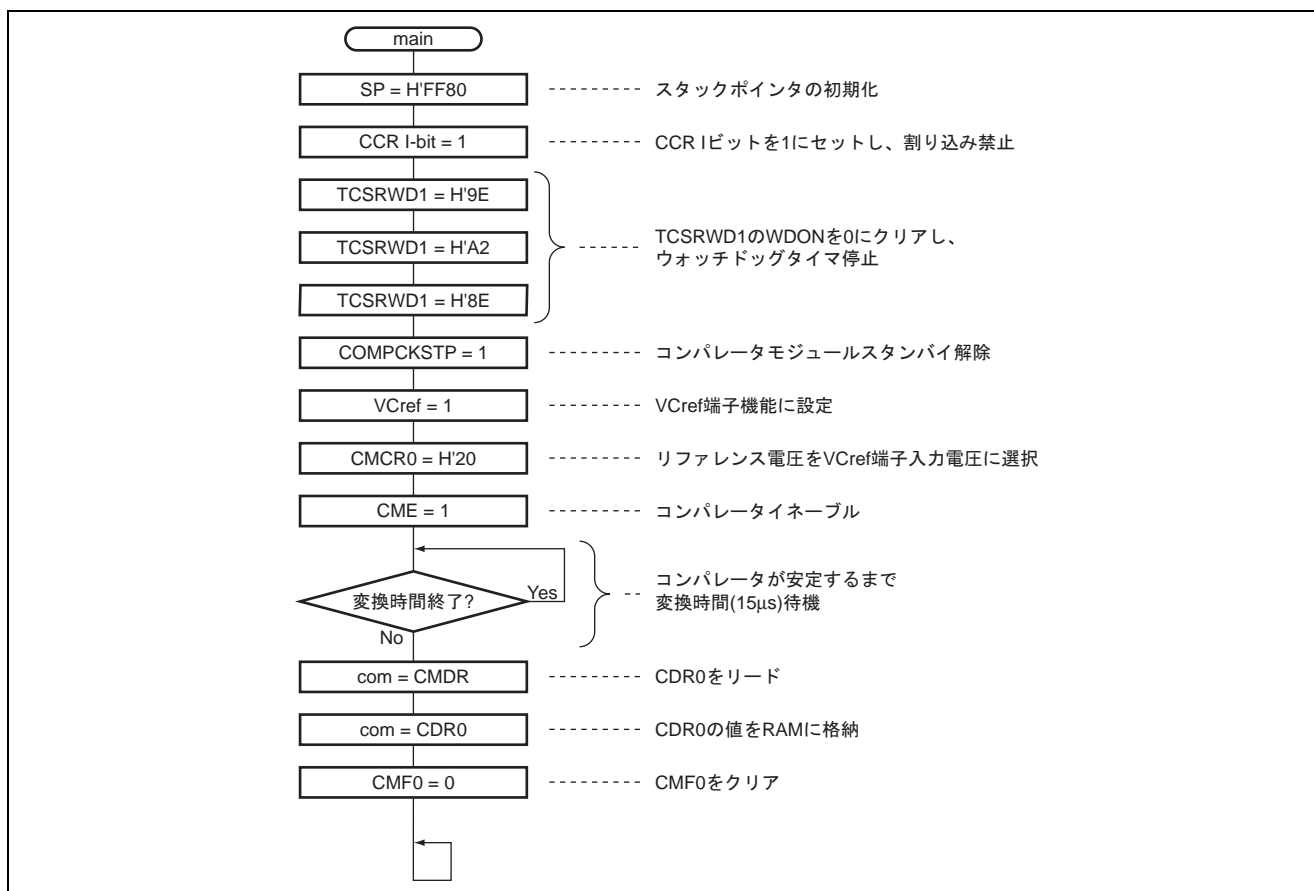 main
SP = H'FF80
スタックポインタの初期化
CCR I-bit = 1
CCR Iビットを1にセットし、割り込み禁止
TCSRWD1 = H'9E
TCSRWD1 = H'A2
TCSRWD1 = H'8E
TCSRWD1のWDONを0にクリアし、
ウォッチドッグタイマ停止
COMPCKSTP = 1
コンパレータモジュールスタンバイ解除
VCref = 1
VCref端子機能に設定
CMCR0 = H'20
リファレンス電圧をVCref端子入力電圧に選択
CME = 1
コンパレータイネーブル
変換時間終了?
Yes
No
コンパレータが安定するまで
変換時間(15μs)待機
com = CMDR
CDR0をリード
com = CDR0
CDR0の値をRAMに格納
CMF0 = 0
CMF0をクリア